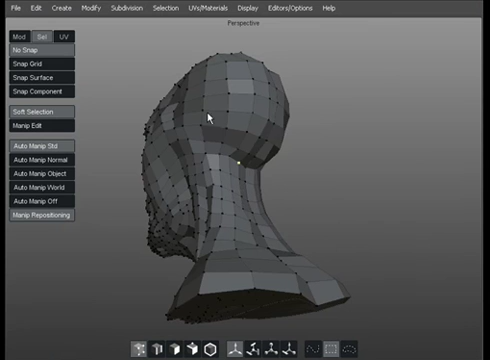 File Edit Create Modify Subdivision Selection UVs/Materials Display Editors/Options Help
Perspective
Mod Sel UV
No Snap
Snap Grid
Snap Surface
Snap Component
Soft Selection
Manip Edit
Auto Manip Std
Auto Manip Normal
Auto Manip Object
Auto Manip World
Auto Manip Off
Manip Repositioning